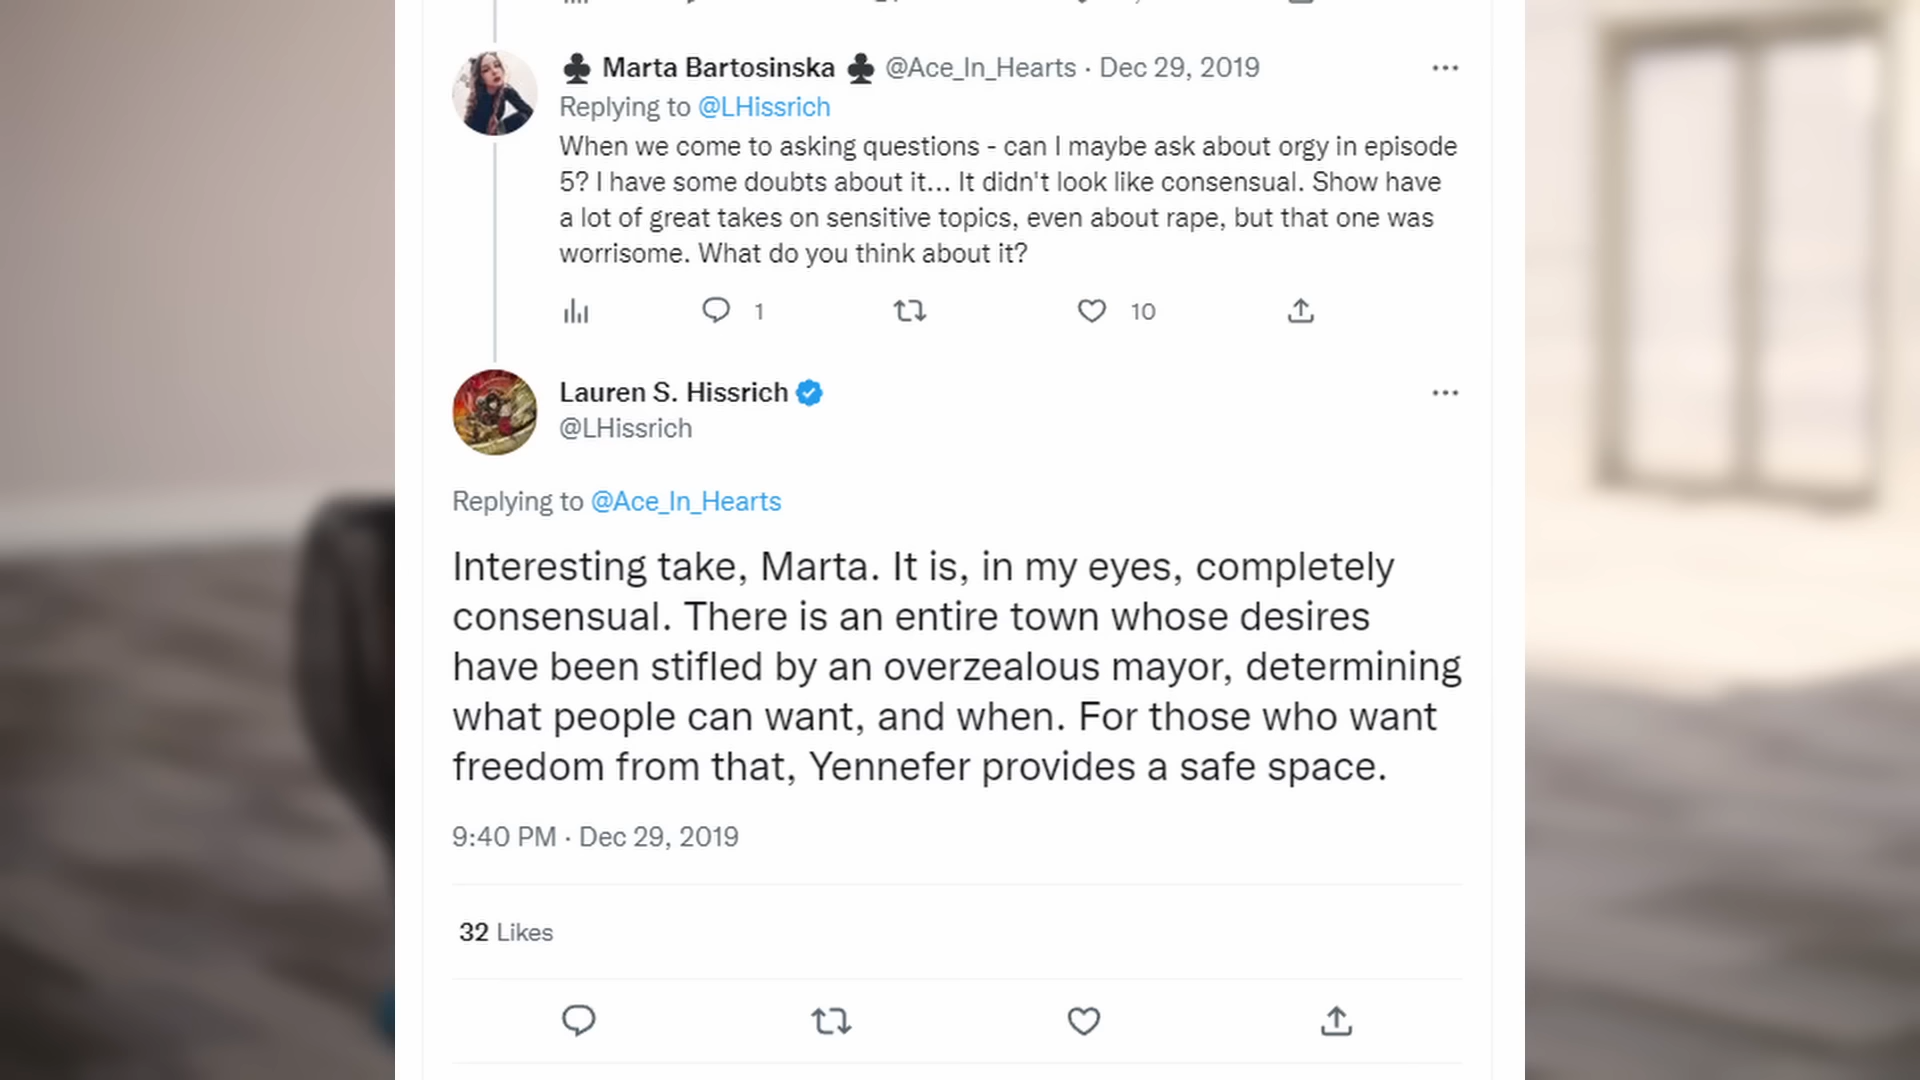 ♣ Marta Bartosinska ♣ @Ace_In_Hearts · Dec 29, 2019
Replying to @LHissrich
When we come to asking questions - can I maybe ask about orgy in episode
5? I have some doubts about it... It didn't look like consensual. Show have
a lot of great takes on sensitive topics, even about rape, but that one was
worrisome. What do you think about it?
1 10
Lauren S. Hissrich
@LHissrich
Replying to @Ace_In_Hearts
Interesting take, Marta. It is, in my eyes, completely
consensual. There is an entire town whose desires
have been stifled by an overzealous mayor, determining
what people can want, and when. For those who want
freedom from that, Yennefer provides a safe space.
9:40 PM · Dec 29, 2019
32 Likes